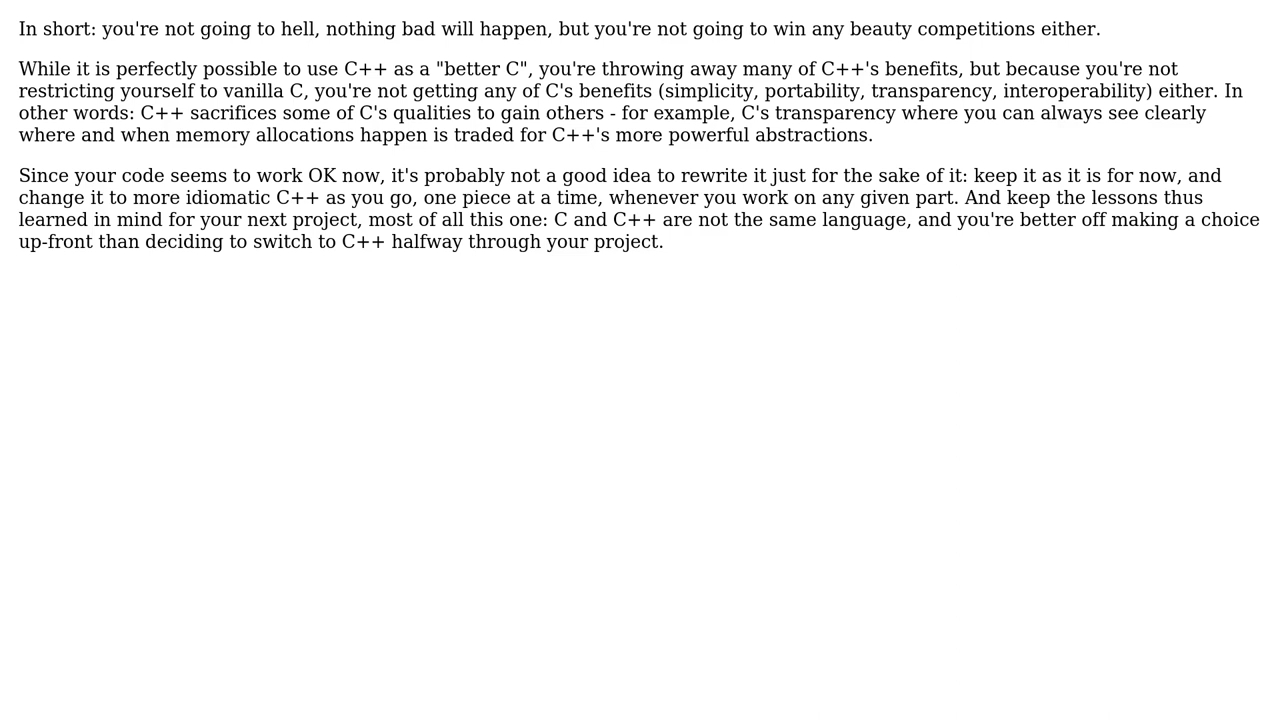 In short: you're not going to hell, nothing bad will happen, but you're not going to win any beauty competitions either.
While it is perfectly possible to use C++ as a "better C", you're throwing away many of C++'s benefits, but because you're not
restricting yourself to vanilla C, you're not getting any of C's benefits (simplicity, portability, transparency, interoperability) either. In
other words: C++ sacrifices some of C's qualities to gain others - for example, C's transparency where you can always see clearly
where and when memory allocations happen is traded for C++'s more powerful abstractions.
Since your code seems to work OK now, it's probably not a good idea to rewrite it just for the sake of it: keep it as it is for now, and
change it to more idiomatic C++ as you go, one piece at a time, whenever you work on any given part. And keep the lessons thus
learned in mind for your next project, most of all this one: C and C++ are not the same language, and you're better off making a choice
up-front than deciding to switch to C++ halfway through your project.